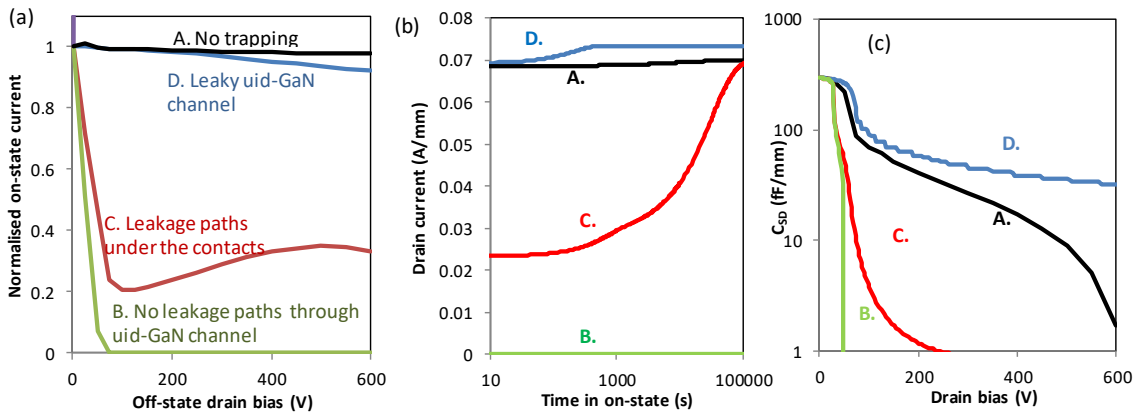 (a)
Normalised on-state current
1
0.8
0.6
0.4
0.2
0
0
200
400
600
Off-state drain bias (V)
A. No trapping
D. Leaky uid-GaN
channel
C. Leakage paths
under the contacts
B. No leakage paths through
uid-GaN channel
(b)
Drain current (A/mm)
0.08
0.07
0.06
0.05
0.04
0.03
0.02
0.01
0
10
1000
100000
Time in on-state (s)
D.
A.
C.
B.
(c)
CSD (fF/mm)
1000
100
10
1
0
200
400
600
Drain bias (V)
D.
A.
C.
B.